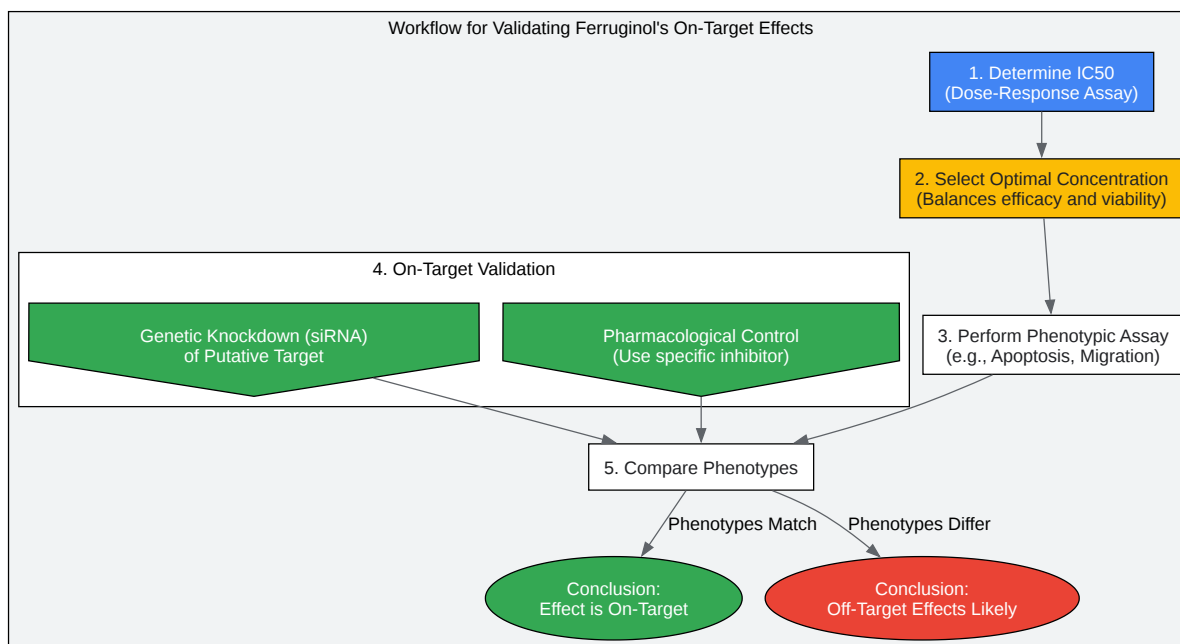 Workflow for Validating Ferruginol's On-Target Effects
1. Determine IC50
(Dose-Response Assay)
2. Select Optimal Concentration
(Balances efficacy and viability)
3. Perform Phenotypic Assay
(e.g., Apoptosis, Migration)
4. On-Target Validation
Genetic Knockdown (siRNA)
of Putative Target
Pharmacological Control
(Use specific inhibitor)
5. Compare Phenotypes
Phenotypes Match
Phenotypes Differ
Conclusion:
Effect is On-Target
Conclusion:
Off-Target Effects Likely